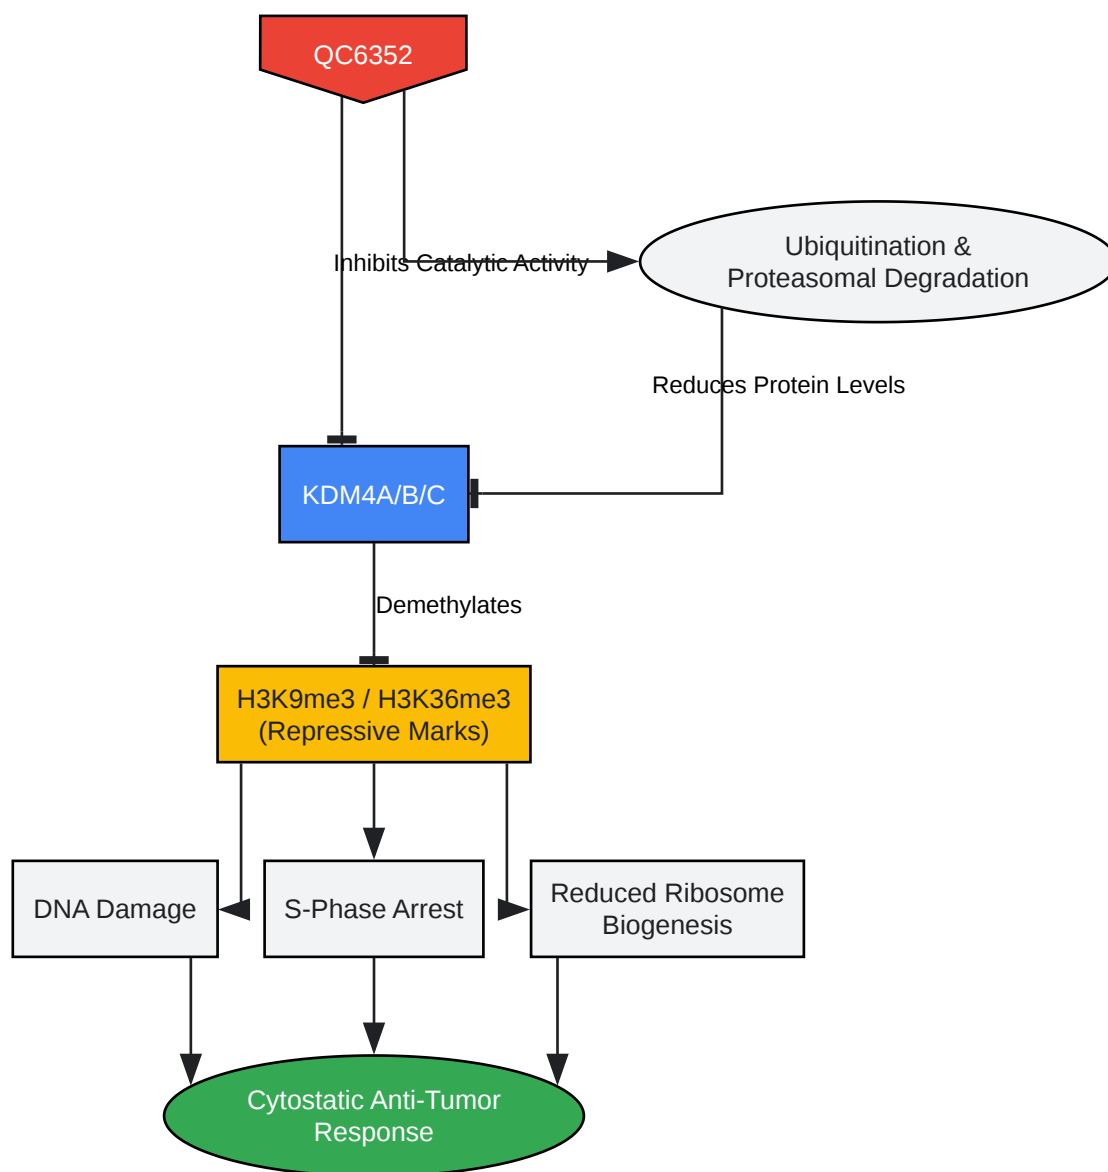 QC6352
Inhibits Catalytic Activity
Ubiquitination &
Proteasomal Degradation
Reduces Protein Levels
KDM4A/B/C
Demethylates
H3K9me3 / H3K36me3
(Repressive Marks)
DNA Damage
S-Phase Arrest
Reduced Ribosome
Biogenesis
Cytostatic Anti-Tumor
Response